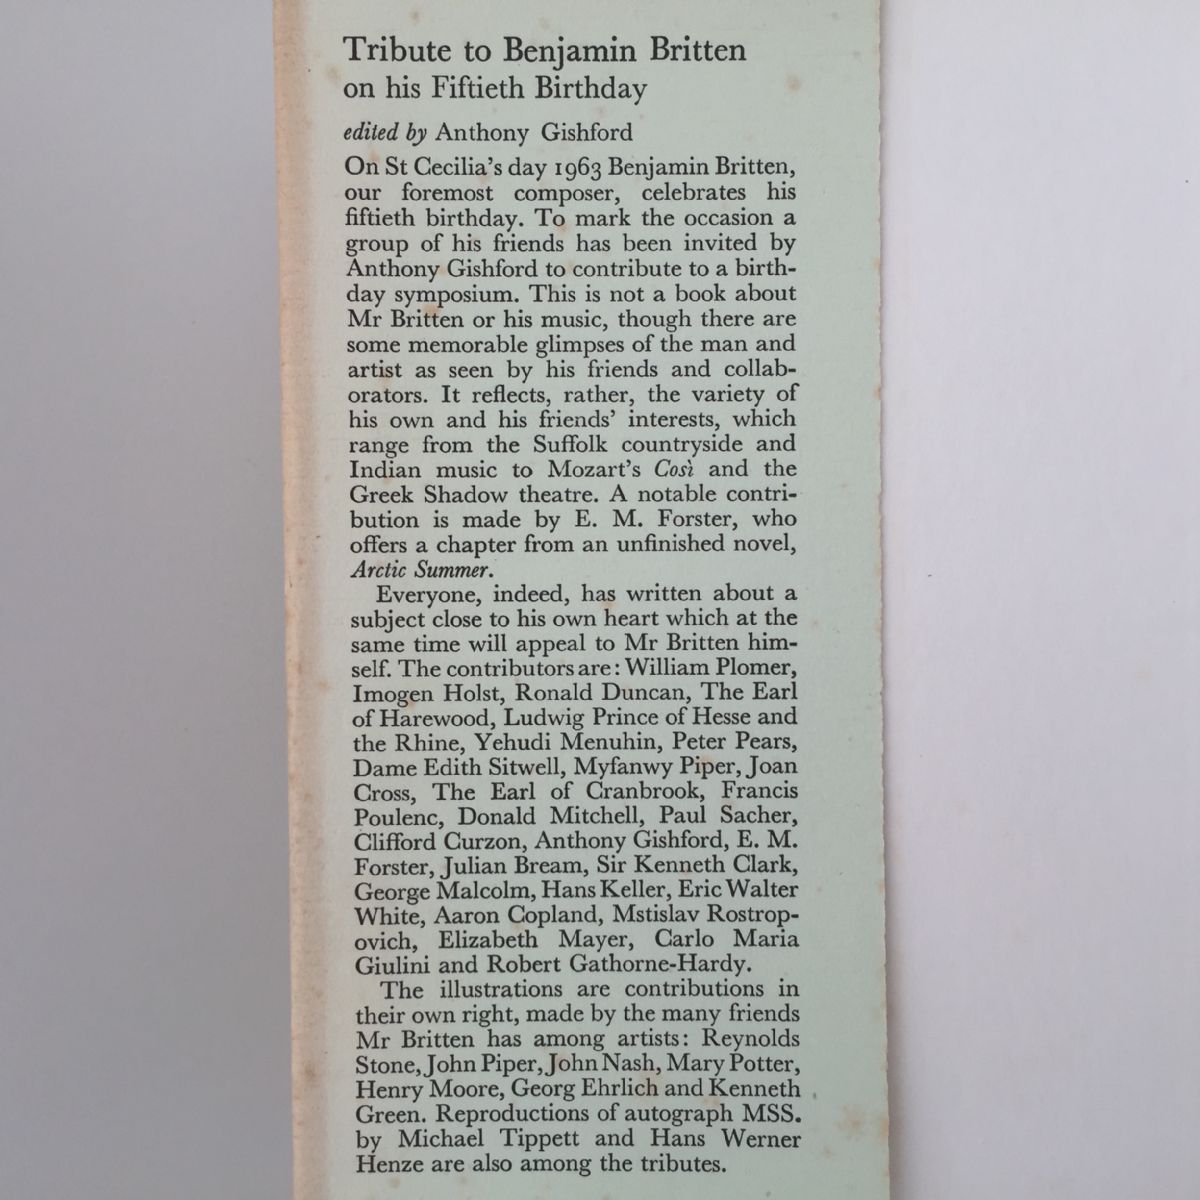 Tribute to Benjamin Britten
on his Fiftieth Birthday
edited by Anthony Gishford
On St Cecilia's day 1963 Benjamin Britten,
our foremost composer, celebrates his
fiftieth birthday. To mark the occasion a
group of his friends has been invited by
Anthony Gishford to contribute to a birth-
day symposium. This is not a book about
Mr Britten or his music, though there are
some memorable glimpses of the man and
artist as seen by his friends and collab-
orators. It reflects, rather, the variety of
his own and his friends' interests, which
range from the Suffolk countryside and
Indian music to Mozart's Così and the
Greek Shadow theatre. A notable contri-
bution is made by E. M. Forster, who
offers a chapter from an unfinished novel,
Arctic Summer.
Everyone, indeed, has written about a
subject close to his own heart which at the
same time will appeal to Mr Britten him-
self. The contributors are: William Plomer,
Imogen Holst, Ronald Duncan, The Earl
of Harewood, Ludwig Prince of Hesse and
the Rhine, Yehudi Menuhin, Peter Pears,
Dame Edith Sitwell, Myfanwy Piper, Joan
Cross, The Earl of Cranbrook, Francis
Poulenc, Donald Mitchell, Paul Sacher,
Clifford Curzon, Anthony Gishford, E. M.
Forster, Julian Bream, Sir Kenneth Clark,
George Malcolm, Hans Keller, Eric Walter
White, Aaron Copland, Mstislav Rostrop-
ovich, Elizabeth Mayer, Carlo Maria
Giulini and Robert Gathorne-Hardy.
The illustrations are contributions in
their own right, made by the many friends
Mr Britten has among artists: Reynolds
Stone, John Piper, John Nash, Mary Potter,
Henry Moore, Georg Ehrlich and Kenneth
Green. Reproductions of autograph MSS.
by Michael Tippett and Hans Werner
Henze are also among the tributes.